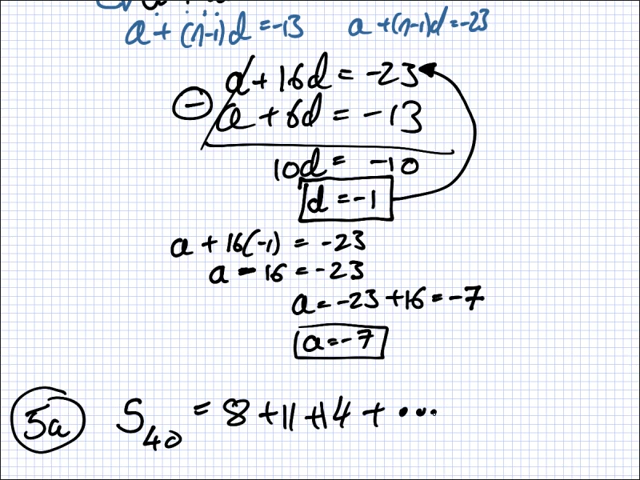 a + (n-1)d = -13 a + (n-1)d = -23
a + 16d = -23
- a + 6d = -13
10d = -10
d = -1
a + 16(-1) = -23
a - 16 = -23
a = -23 + 16 = -7
a = -7
5a S₄₀ = 8 + 11 + 14 + ...